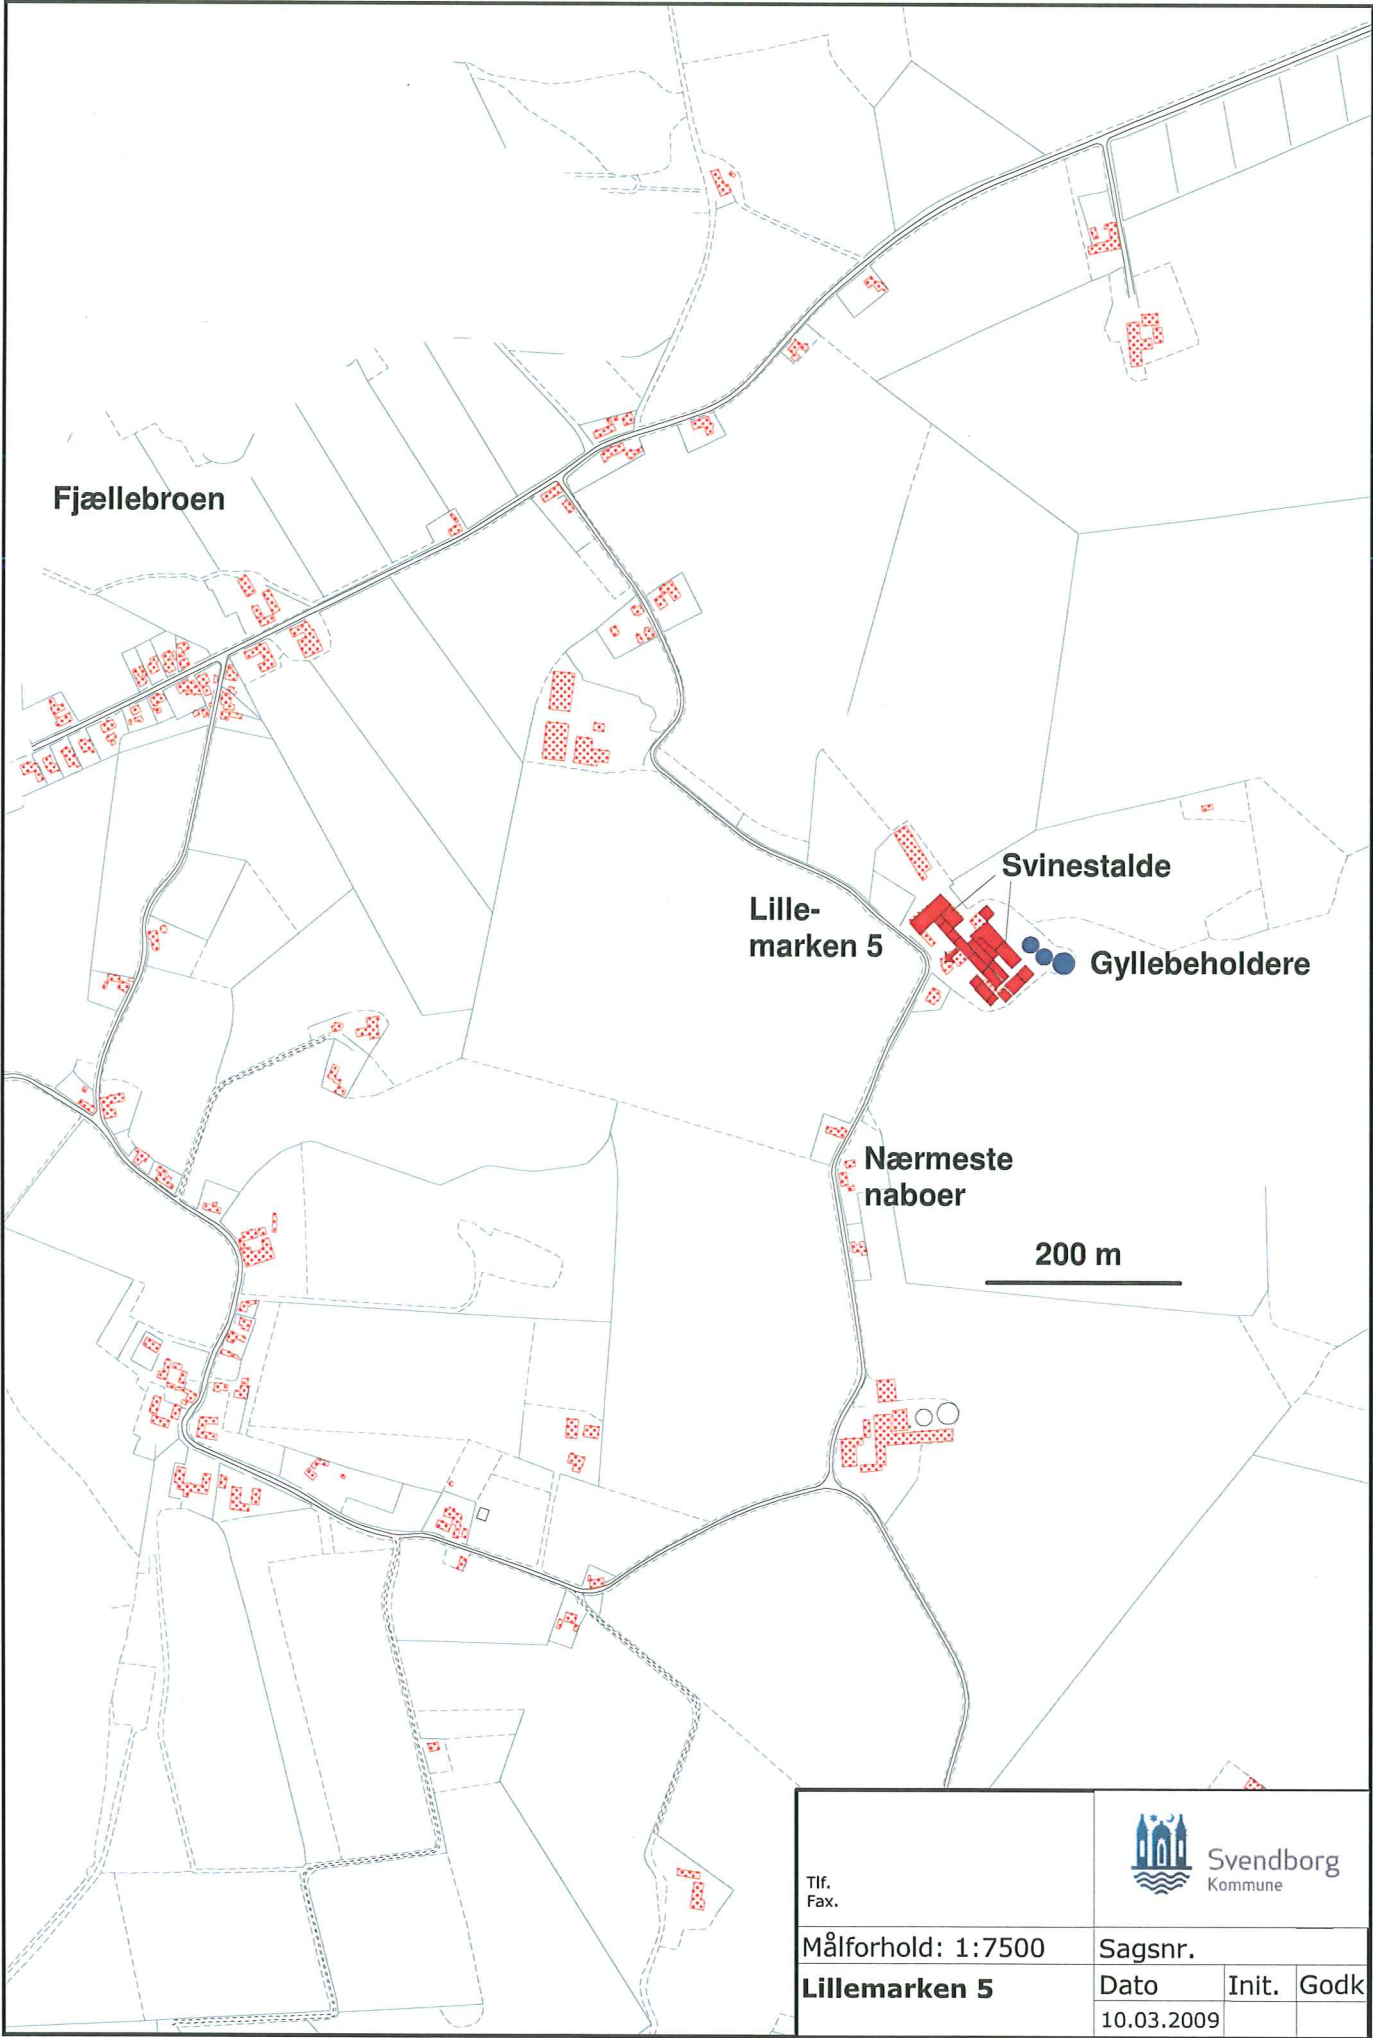 Fjællebroen
Svinestalde
Lille-
marken 5
Gyllebeholdere
Nærmeste
naboer
200 m
Tlf.
Fax.
Svendborg
Kommune
Målforhold: 1:7500
Sagsnr.
Lillemarken 5
Dato
Init.
Godk
10.03.2009